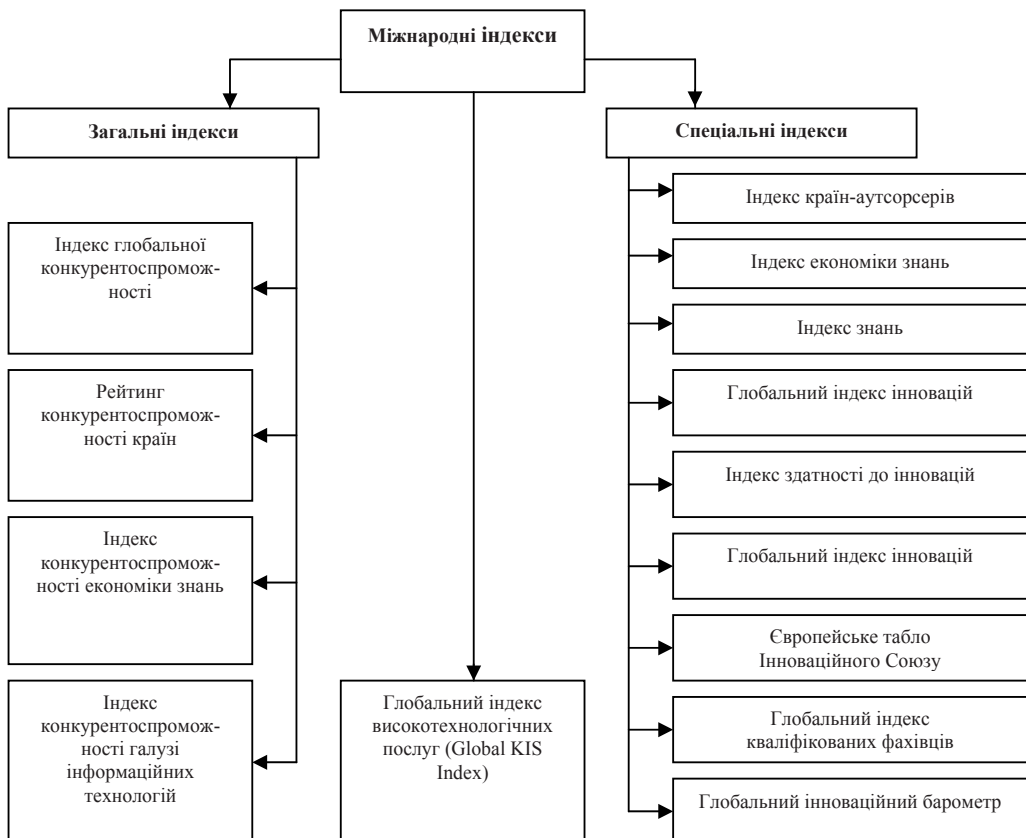 Міжнародні індекси
Загальні індекси
Індекс глобальної
конкурентоспромож-
ності
Рейтинг
конкурентоспромож-
ності країн
Індекс
конкурентоспромож-
ності економіки знань
Індекс
конкурентоспромож-
ності галузі
інформаційних
технологій
Глобальний індекс
високотехнологічних
послуг (Global KIS
Index)
Спеціальні індекси
Індекс країн-аутсорсерів
Індекс економіки знань
Індекс знань
Глобальний індекс інновацій
Індекс здатності до інновацій
Глобальний індекс інновацій
Європейське табло
Інноваційного Союзу
Глобальний індекс
кваліфікованих фахівців
Глобальний інноваційний барометр